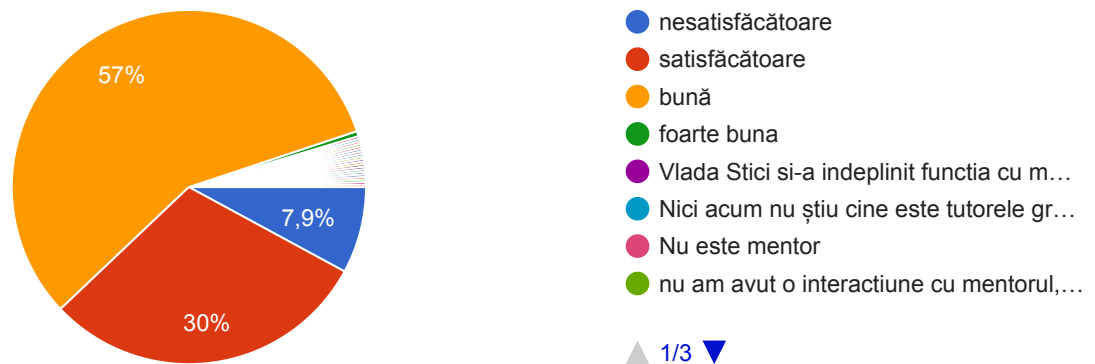 57%
7,9%
30%
nesatisfăcătoare
satisfăcătoare
bună
foarte buna
Vlada Stici si-a indeplinit functia cu m…
Nici acum nu știu cine este tutorele gr…
Nu este mentor
nu am avut o interactiune cu mentorul,…
1/3